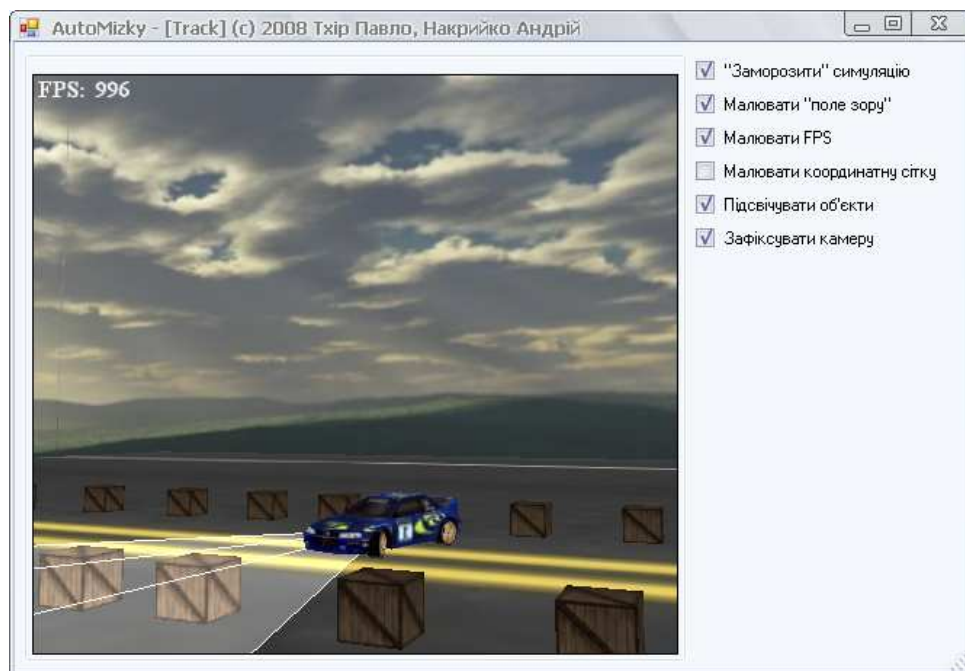 AutoMizky - [Track] (c) 2008 Тхір Павло, Накрийко Андрій
FPS: 996
"Заморозити" симуляцію
Малювати "поле зору"
Малювати FPS
Малювати координатну сітку
Підсвічувати об'єкти
Зафіксувати камеру